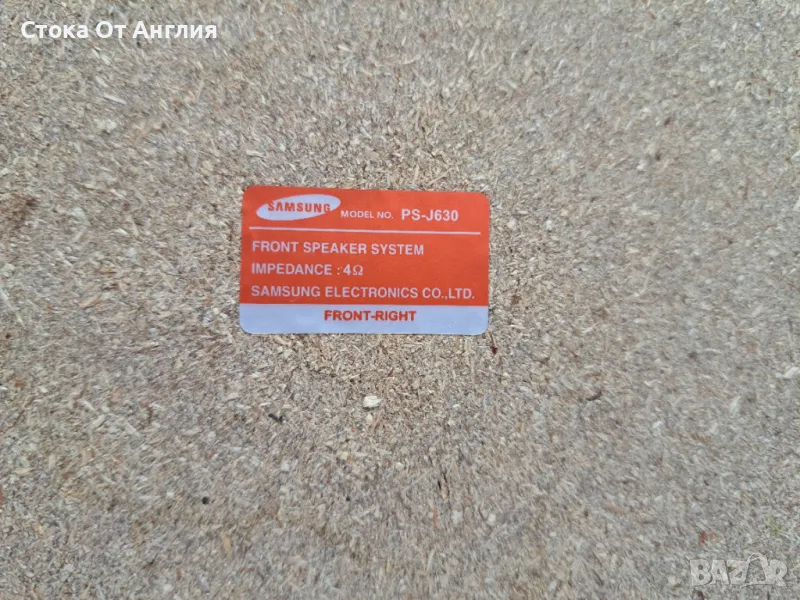 Стока От Англия
SAMSUNG MODEL NO. PS-J630
FRONT SPEAKER SYSTEM
IMPEDANCE : 4Ω
SAMSUNG ELECTRONICS CO.,LTD.
FRONT-RIGHT
BAZAR